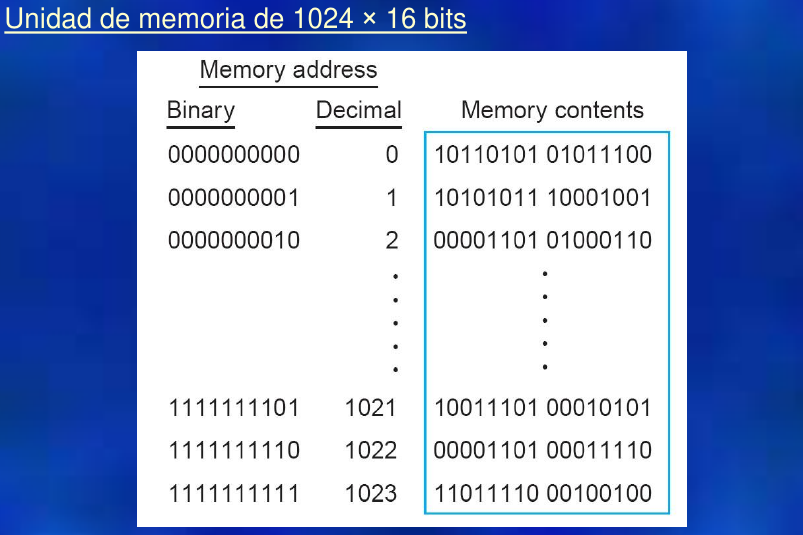 Unidad de memoria de 1024 × 16 bits
Memory address
Binary Decimal Memory contents
0000000000 0 10110101 01011100
0000000001 1 10101011 10001001
0000000010 2 00001101 01000110
1111111101 1021 10011101 00010101
1111111110 1022 00001101 00011110
1111111111 1023 11011110 00100100